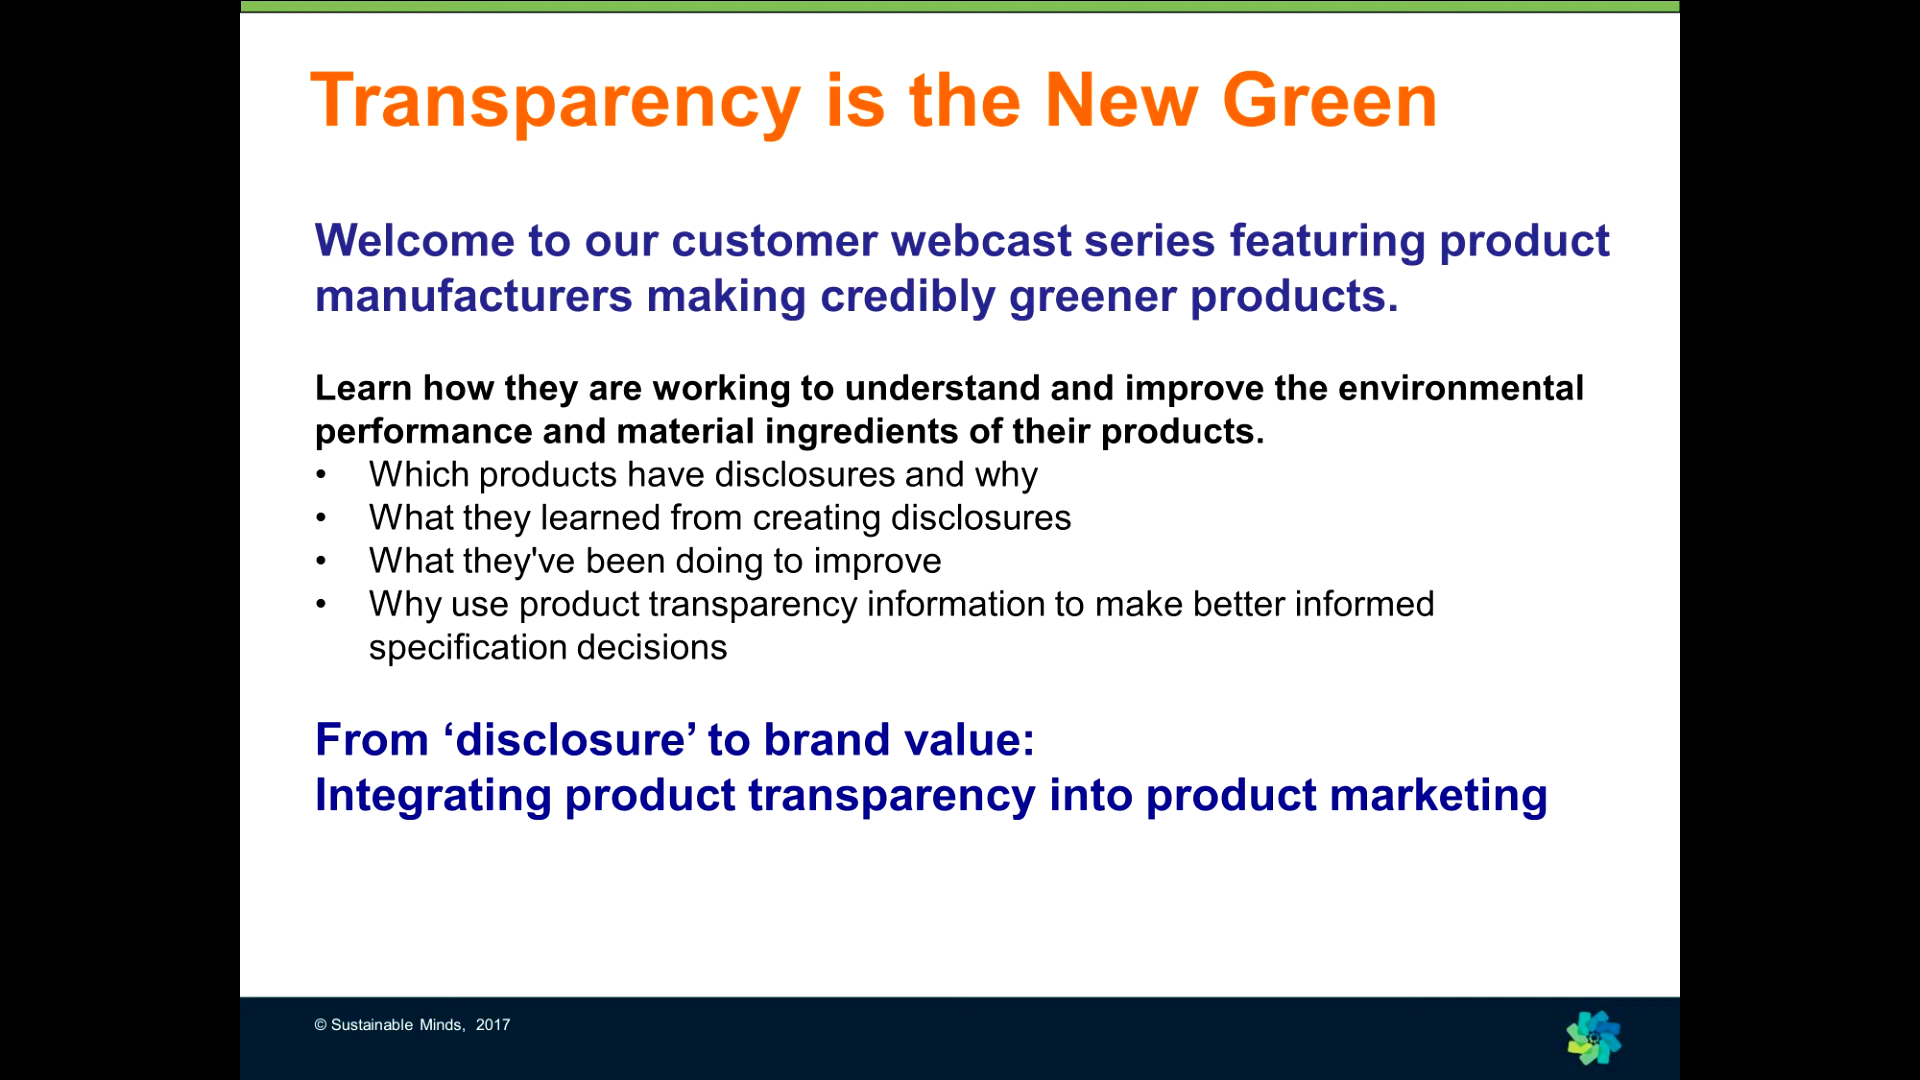 Transparency is the New Green
Welcome to our customer webcast series featuring product
manufacturers making credibly greener products.
Learn how they are working to understand and improve the environmental
performance and material ingredients of their products.
• Which products have disclosures and why
• What they learned from creating disclosures
• What they've been doing to improve
• Why use product transparency information to make better informed
specification decisions
From ‘disclosure’ to brand value:
Integrating product transparency into product marketing
© Sustainable Minds, 2017